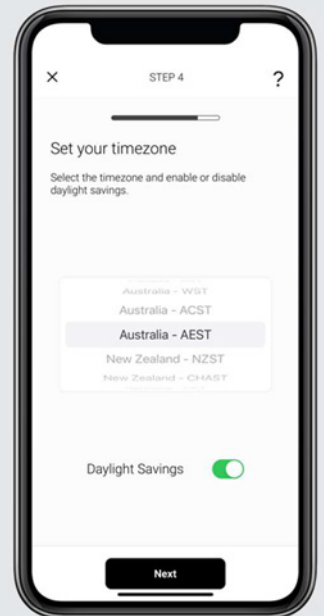 STEP 4
?
Set your timezone
Select the timezone and enable or disable
daylight savings.
Australia - WST
Australia - ACST
Australia - AEST
New Zealand - NZST
New Zealand - CHAST
Daylight Savings
Next